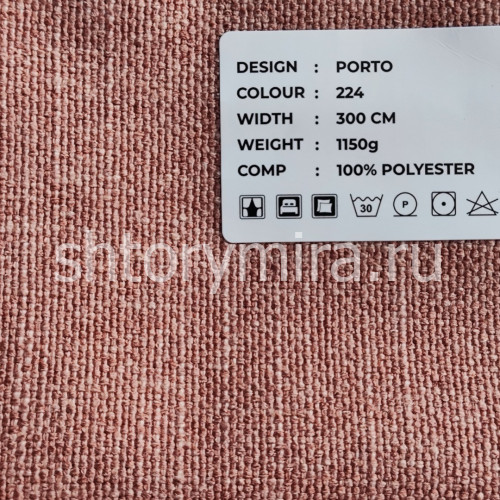 DESIGN : PORTO
COLOUR : 224
WIDTH : 300 CM
WEIGHT : 1150g
COMP : 100% POLYESTER
30 P
shtorymira.ru